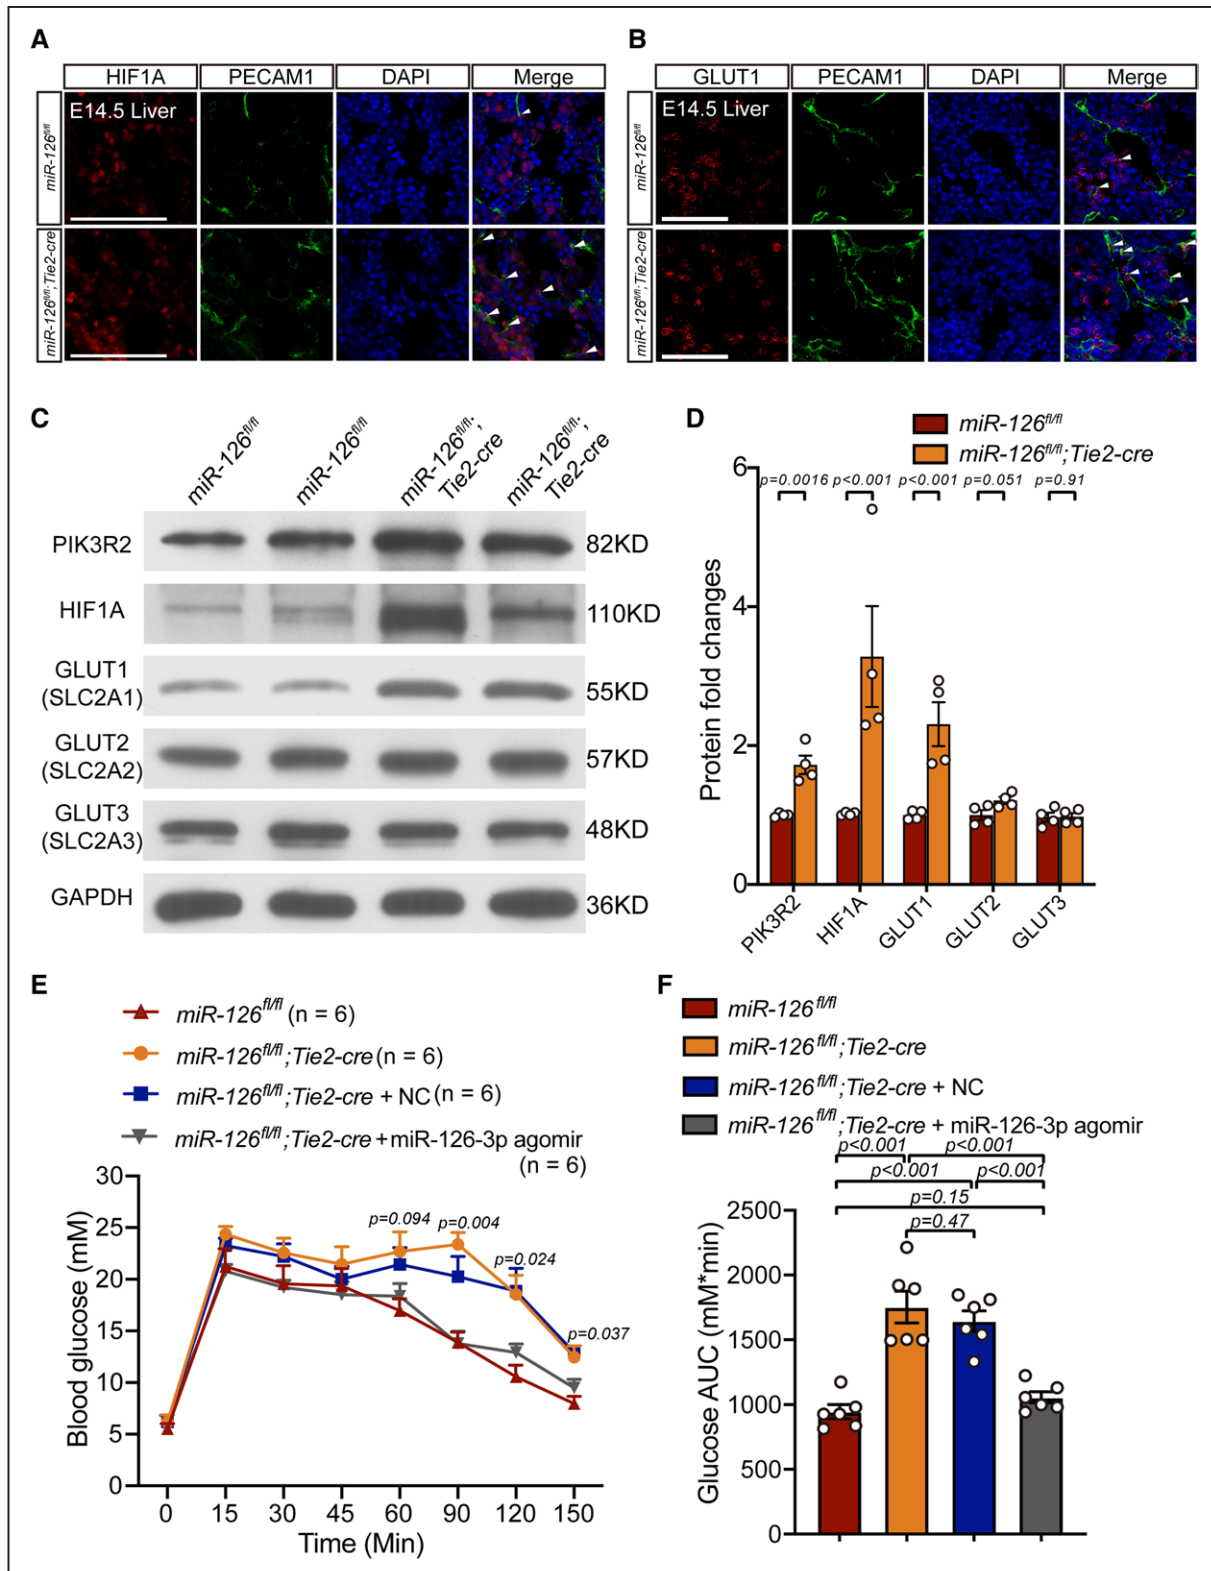 A
HIF1A PECAM1 DAPI Merge
E14.5 Liver
miR-126fl/fl
miR-126fl/fl;Tie2-cre
B
GLUT1 PECAM1 DAPI Merge
E14.5 Liver
miR-126fl/fl
miR-126fl/fl;Tie2-cre
C
miR-126fl/fl miR-126fl/fl miR-126fl/fl; Tie2-cre miR-126fl/fl; Tie2-cre
PIK3R2 82KD
HIF1A 110KD
GLUT1
(SLC2A1) 55KD
GLUT2
(SLC2A2) 57KD
GLUT3
(SLC2A3) 48KD
GAPDH 36KD
D
miR-126fl/fl
miR-126fl/fl;Tie2-cre
p=0.0016 p<0.001 p<0.001 p=0.051 p=0.91
Protein fold changes
6
4
2
0
PIK3R2 HIF1A GLUT1 GLUT2 GLUT3
E
miR-126fl/fl (n = 6)
miR-126fl/fl;Tie2-cre (n = 6)
miR-126fl/fl;Tie2-cre + NC (n = 6)
miR-126fl/fl;Tie2-cre+miR-126-3p agomir
(n = 6)
Blood glucose (mM)
30
25
20
15
10
5
0
p=0.094 p=0.004
p=0.024
p=0.037
0 15 30 45 60 90 120 150
Time (Min)
F
miR-126fl/fl
miR-126fl/fl;Tie2-cre
miR-126fl/fl;Tie2-cre + NC
miR-126fl/fl;Tie2-cre + miR-126-3p agomir
p<0.001 p<0.001
p<0.001 p<0.001
p=0.15
p=0.47
Glucose AUC (mM*min)
2500
2000
1500
1000
500
0